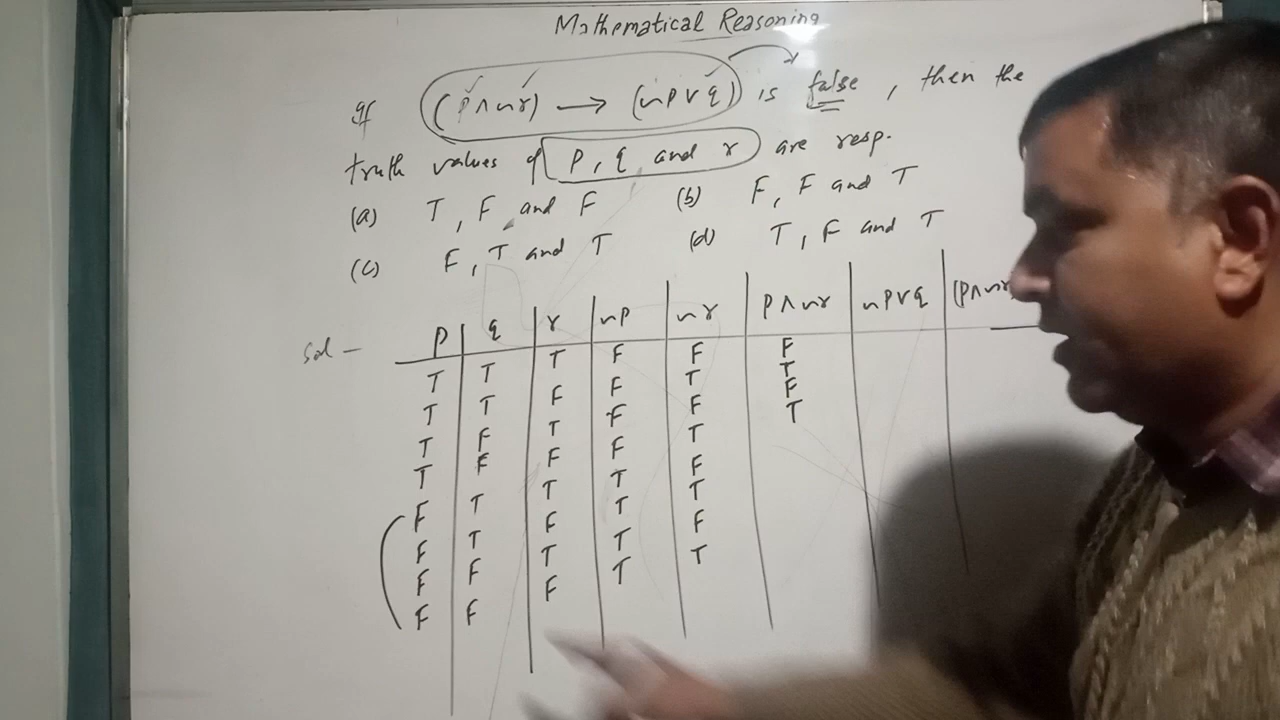 Mathematical Reasoning
If (p∧~r) → (~p∨q) is false, then the
truth values of p, q and r are resp.
(a) T, F and F (b) F, F and T
(c) F, T and T (d) T, F and T
Sol – p q r ~p ~r p∧~r ~p∨q (p∧~r)
T T T F F F
T T F F T T
T F T F F F
T F F F T T
F T T T F
F T F T T
F F T T F
F F F T T